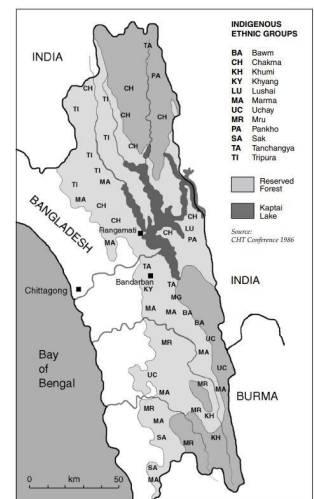 INDIGENOUS
ETHNIC GROUPS
BA Bawm
CH Chakma
KH Khumi
KY Khyang
LU Lushai
MA Marma
UC Uchay
MR Mru
PA Pankho
SA Sak
TA Tanchangya
TI Tripura
Reserved
Forest
Kaptai
Lake
Source:
CHT Conference 1986
INDIA
TA
PA
CH
CH
TI
TI
CH
TI
CH
TI
TI
MA
TI
MA
CH
CH
CH
LU
PA
BANGLADESH
Rangamati
CH
MA
TA
INDIA
Bandarban
KY
TA
MG
Chittagong
MA
MA
BA
BA
MR
UC
MA
Bay
of
Bengal
UC
UC
MR
MA
MA
BURMA
MR
MR
KH
MA
SA
MR
KH
SA
MA
0 km 50